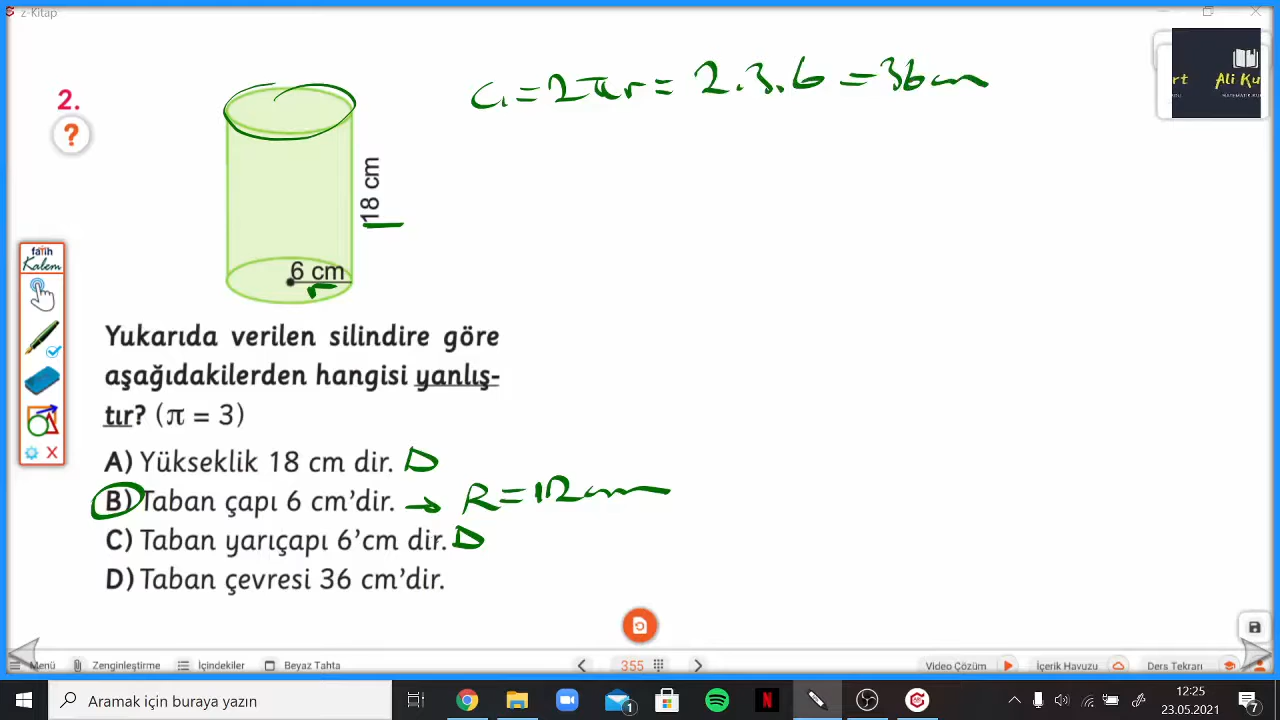 z-Kitap
2.
?
Ç=2πr= 2.3.6 =36cm
rt Ali Ku
18 cm
6 cm
r
fatih
Kalem
Yukarıda verilen silindire göre
aşağıdakilerden hangisi yanlış-
tır? (π = 3)
A) Yükseklik 18 cm dir. D
B) Taban çapı 6 cm’dir. → R=12cm
C) Taban yarıçapı 6’cm dir. D
D) Taban çevresi 36 cm’dir.
Menü Zenginleştirme İçindekiler Beyaz Tahta 355 Video Çözüm İçerik Havuzu Ders Tekrarı
Aramak için buraya yazın
1
N
12:25
23.05.2021
7